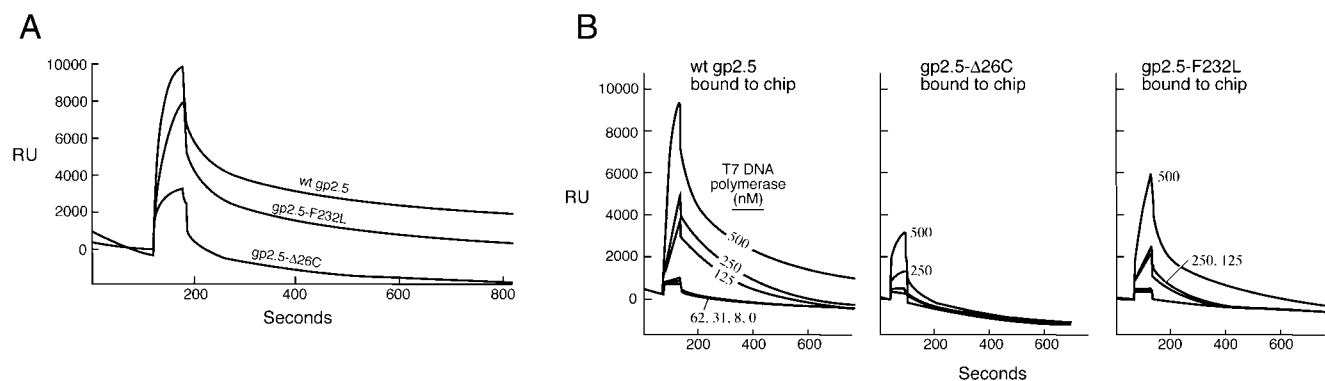 A
10000
8000
6000
RU
4000
2000
0
wt gp2.5
gp2.5-F232L
gp2.5-Δ26C
200
400
600
800
Seconds
B
wt gp2.5
bound to chip
gp2.5-Δ26C
bound to chip
gp2.5-F232L
bound to chip
10000
8000
6000
RU
4000
2000
0
T7 DNA
polymerase
(nM)
500
250
125
62, 31, 8, 0
500
250
500
250, 125
200
400
600
200
400
600
200
400
600
Seconds